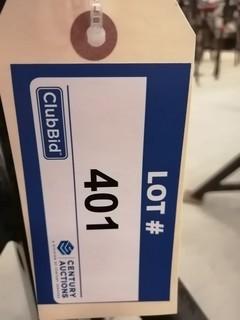 LOT #
401
ClubBid
CENTURY
AUCTIONS